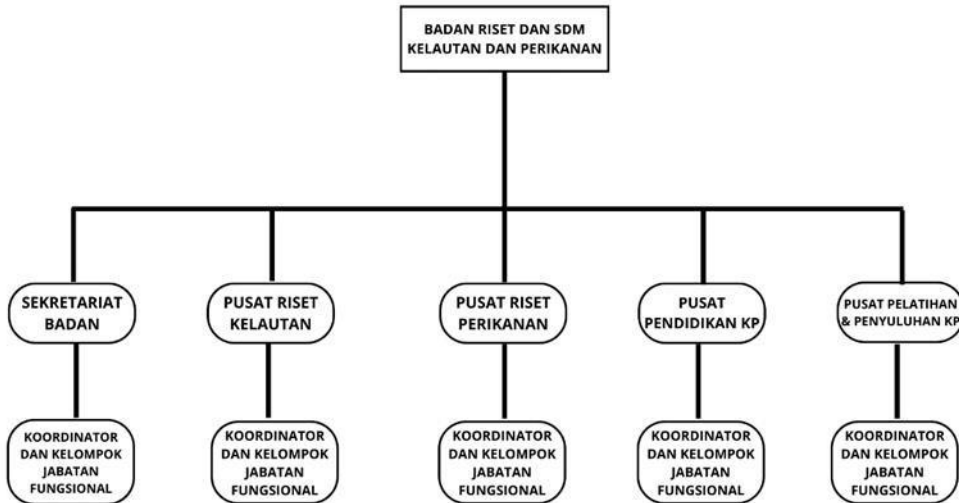 BADAN RISET DAN SDM
KELAUTAN DAN PERIKANAN
SEKRETARIAT
BADAN
PUSAT RISET
KELAUTAN
PUSAT RISET
PERIKANAN
PUSAT
PENDIDIKAN KP
PUSAT PELATIHAN
& PENYULUHAN KP
KOORDINATOR
DAN KELOMPOK
JABATAN
FUNGSIONAL
KOORDINATOR
DAN KELOMPOK
JABATAN
FUNGSIONAL
KOORDINATOR
DAN KELOMPOK
JABATAN
FUNGSIONAL
KOORDINATOR
DAN KELOMPOK
JABATAN
FUNGSIONAL
KOORDINATOR
DAN KELOMPOK
JABATAN
FUNGSIONAL